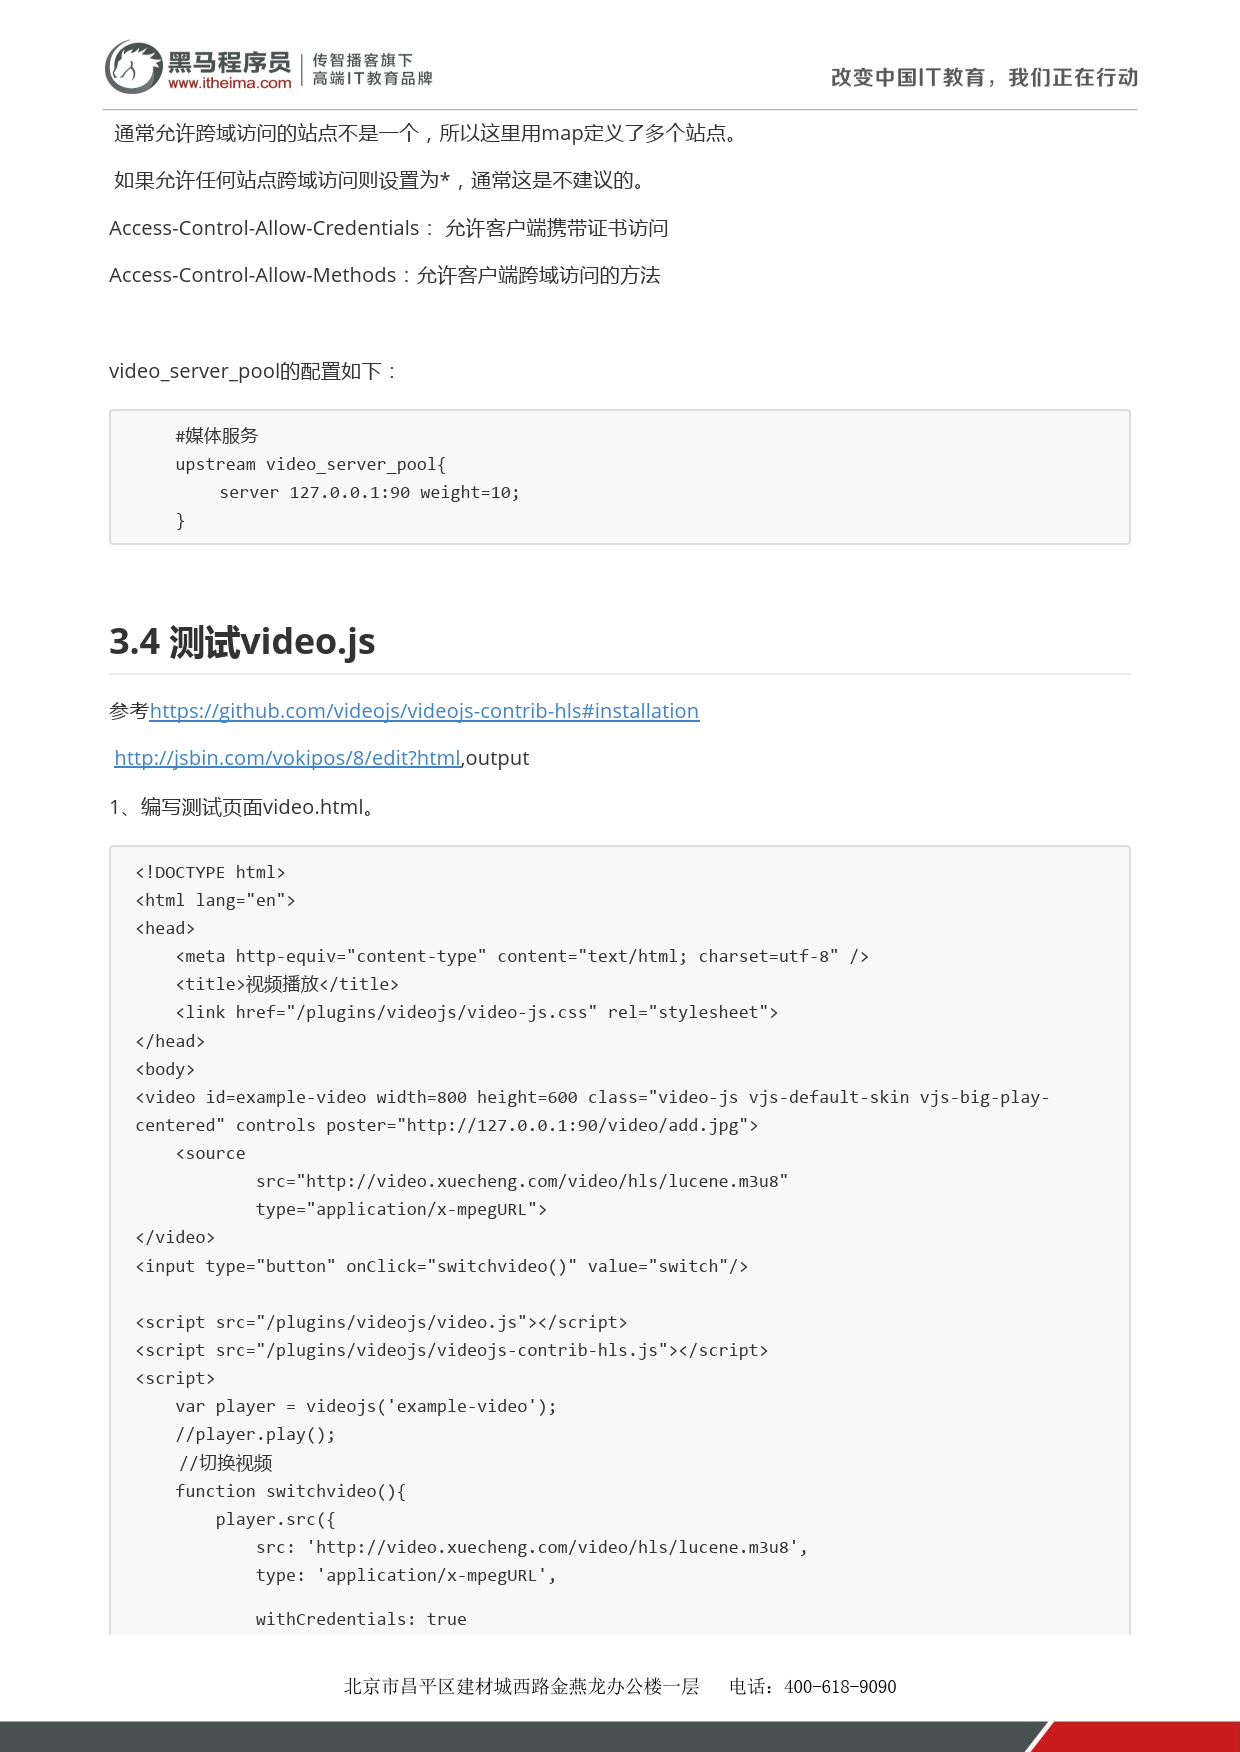 黑马程序员
www.itheima.com
传智播客旗下
高端IT教育品牌
改变中国IT教育，我们正在行动
通常允许跨域访问的站点不是一个，所以这里用map定义了多个站点。
如果允许任何站点跨域访问则设置为*，通常这是不建议的。
Access-Control-Allow-Credentials： 允许客户端携带证书访问
Access-Control-Allow-Methods：允许客户端跨域访问的方法
video_server_pool的配置如下：
#媒体服务
upstream video_server_pool{
server 127.0.0.1:90 weight=10;
}
3.4 测试video.js
参考https://github.com/videojs/videojs-contrib-hls#installation
http://jsbin.com/vokipos/8/edit?html,output
1、编写测试页面video.html。
<!DOCTYPE html>
<html lang="en">
<head>
<meta http-equiv="content-type" content="text/html; charset=utf-8" />
<title>视频播放</title>
<link href="/plugins/videojs/video-js.css" rel="stylesheet">
</head>
<body>
<video id=example-video width=800 height=600 class="video-js vjs-default-skin vjs-big-play-
centered" controls poster="http://127.0.0.1:90/video/add.jpg">
<source
src="http://video.xuecheng.com/video/hls/lucene.m3u8"
type="application/x-mpegURL">
</video>
<input type="button" onClick="switchvideo()" value="switch"/>
<script src="/plugins/videojs/video.js"></script>
<script src="/plugins/videojs/videojs-contrib-hls.js"></script>
<script>
var player = videojs('example-video');
//player.play();
//切换视频
function switchvideo(){
player.src({
src: 'http://video.xuecheng.com/video/hls/lucene.m3u8',
type: 'application/x-mpegURL',
withCredentials: true
北京市昌平区建材城西路金燕龙办公楼一层 电话：400-618-9090